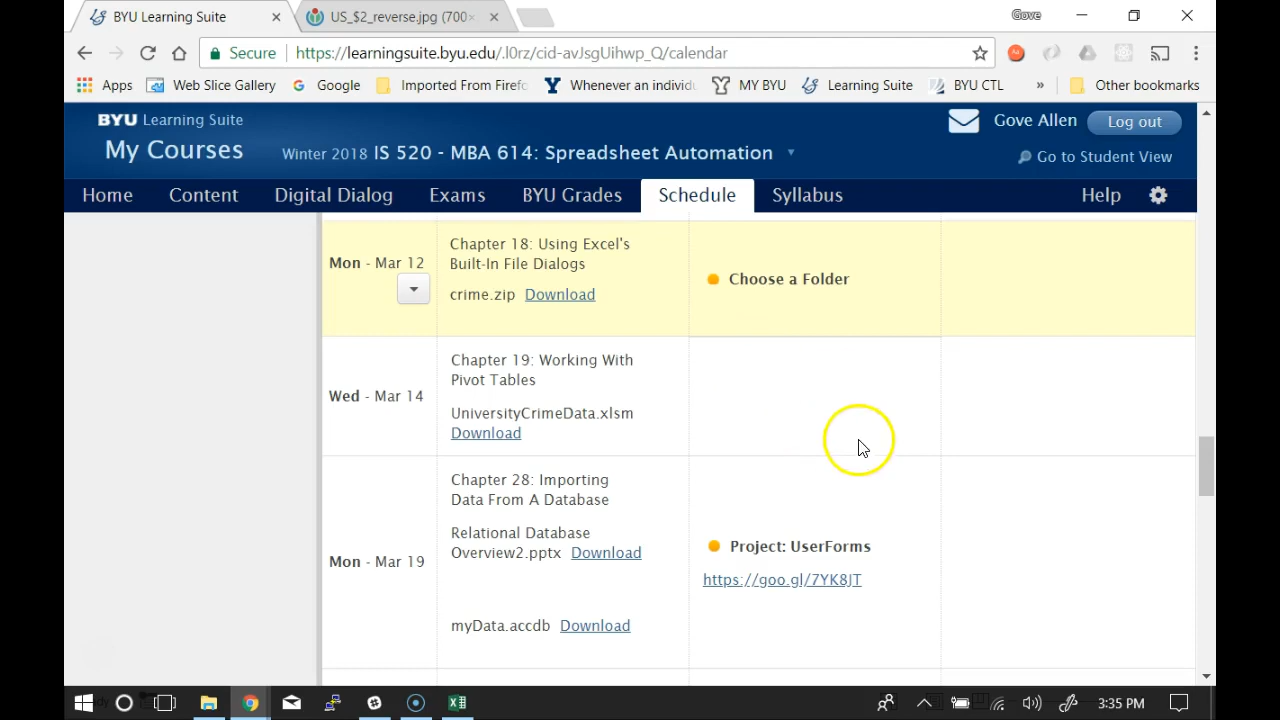 BYU Learning Suite
US_$2_reverse.jpg (700×
Gove
Secure
https://learningsuite.byu.edu/.l0rz/cid-avJsgUihwp_Q/calendar
Apps
Web Slice Gallery
Google
Imported From Firefo
Whenever an individu
MY BYU
Learning Suite
BYU CTL
»
Other bookmarks
BYU Learning Suite
Gove Allen
Log out
My Courses
Winter 2018 IS 520 - MBA 614: Spreadsheet Automation
Go to Student View
Home
Content
Digital Dialog
Exams
BYU Grades
Schedule
Syllabus
Help
Mon - Mar 12
Chapter 18: Using Excel's
Built-In File Dialogs
crime.zip Download
Choose a Folder
Wed - Mar 14
Chapter 19: Working With
Pivot Tables
UniversityCrimeData.xlsm
Download
Mon - Mar 19
Chapter 28: Importing
Data From A Database
Relational Database
Overview2.pptx Download
myData.accdb Download
Project: UserForms
https://goo.gl/7YK8JT
3:35 PM